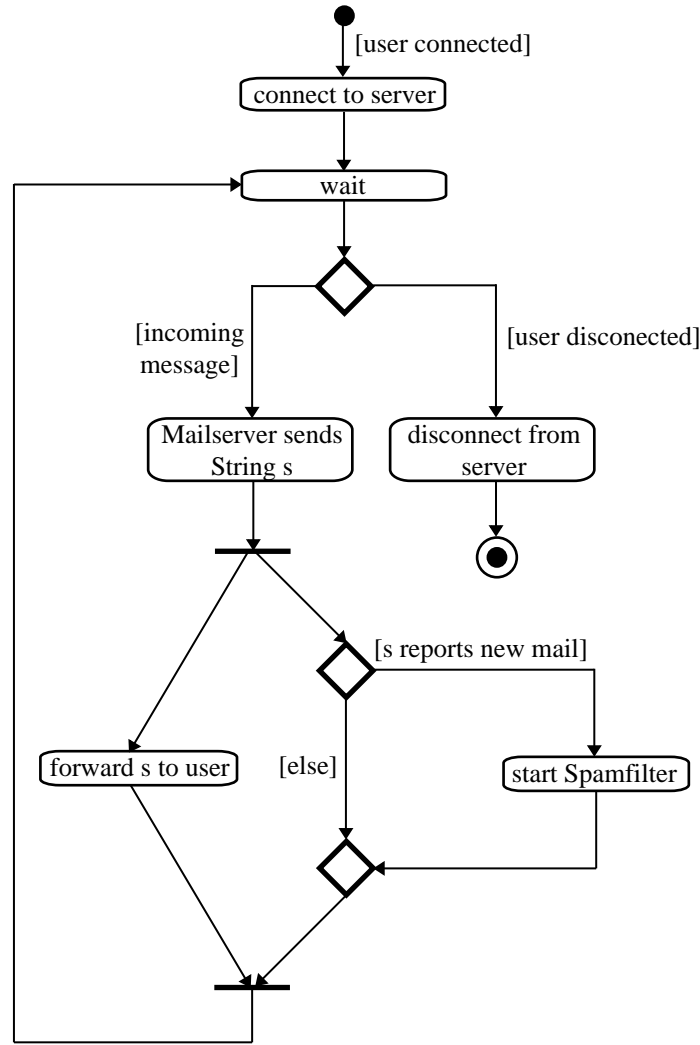 [user connected]
connect to server
wait
[incoming
message]
[user disconected]
Mailserver sends
String s
disconnect from
server
[s reports new mail]
forward s to user
[else]
start Spamfilter